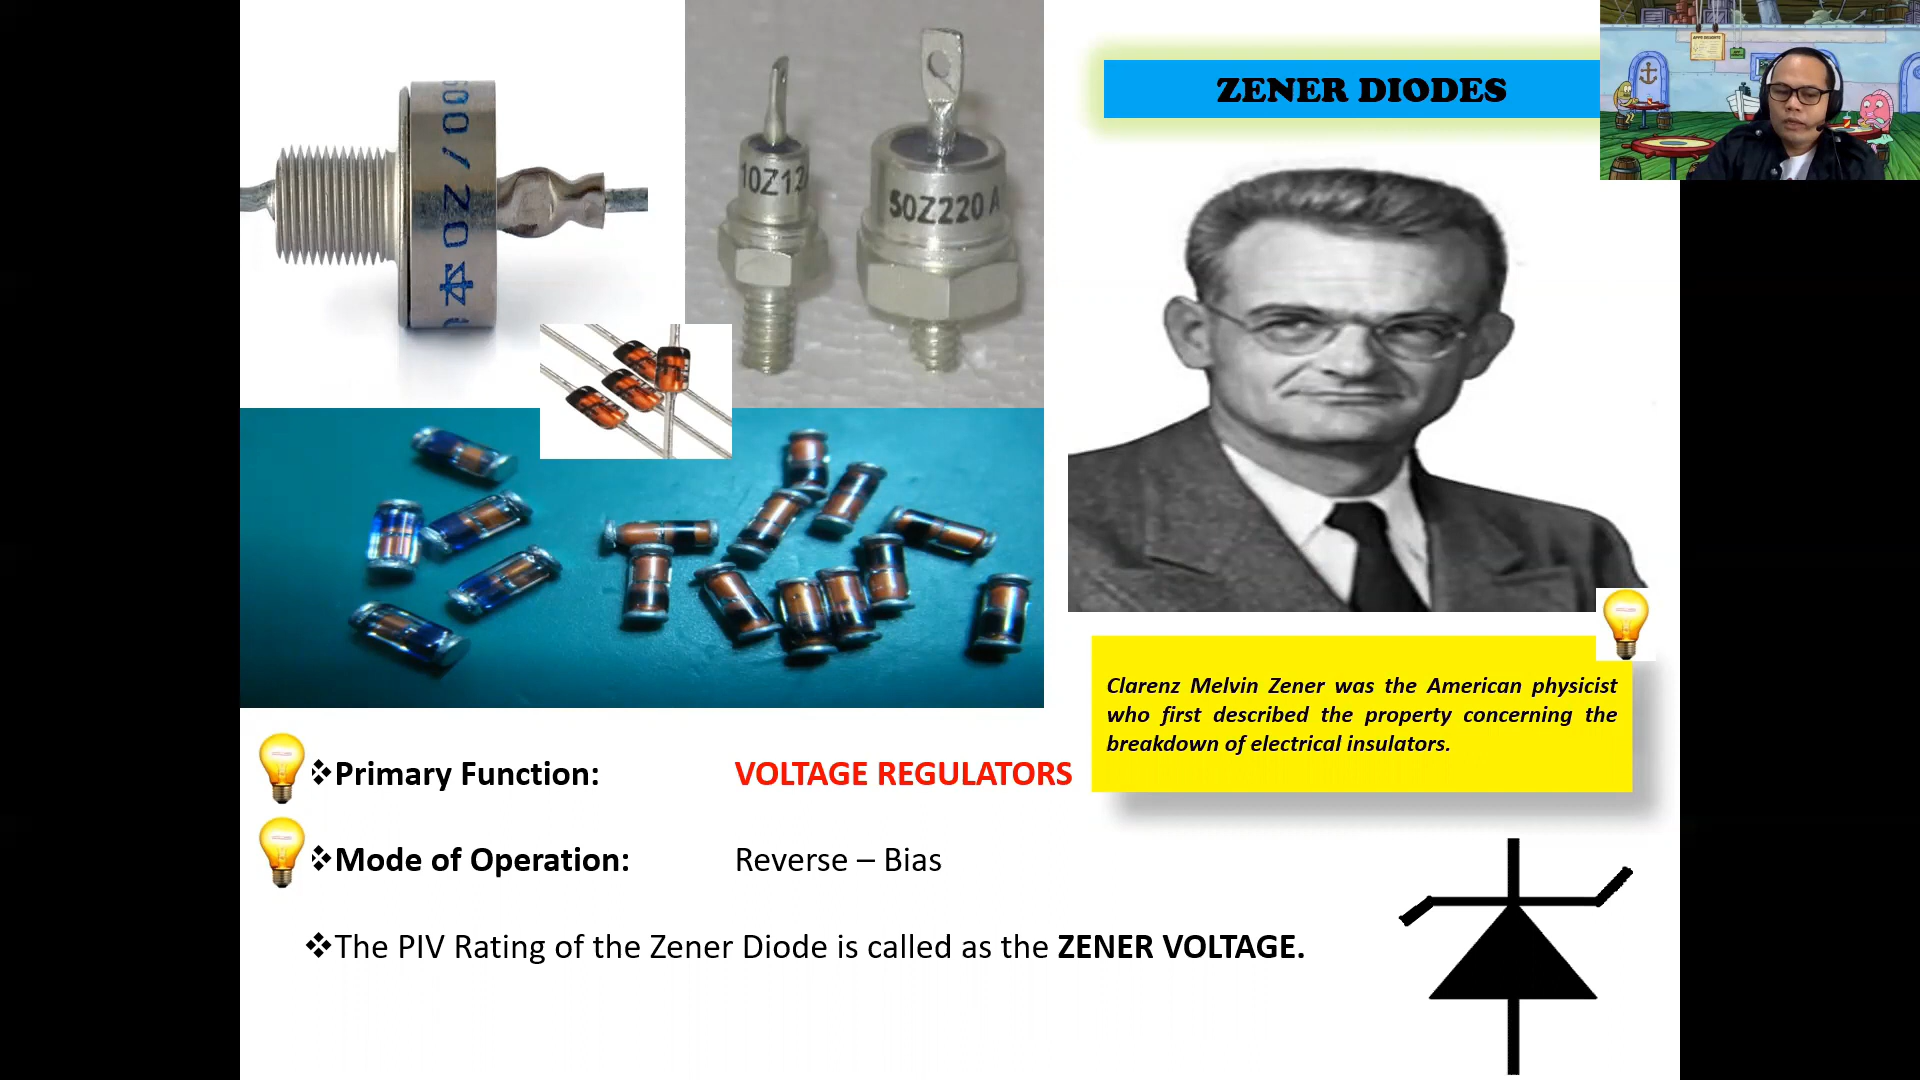 ZENER DIODES
10Z12
50Z220 A
Clarenz Melvin Zener was the American physicist
who first described the property concerning the
breakdown of electrical insulators.
❖Primary Function: VOLTAGE REGULATORS
❖Mode of Operation: Reverse – Bias
❖The PIV Rating of the Zener Diode is called as the ZENER VOLTAGE.